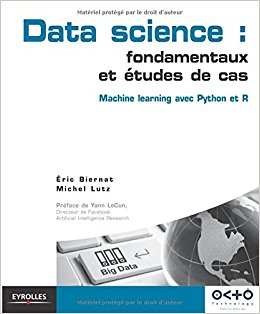 Matériel protégé par le droit d'auteur
Data science :
fondamentaux
et études de cas
Machine learning avec Python et R
Éric Biernat
Michel Lutz
Préface de Yann LeCun,
Directeur de Facebook
Artificial Intelligence Research
Big Data
EYROLLES
OCTO
Technology
Matériel protégé par le droit d'auteur